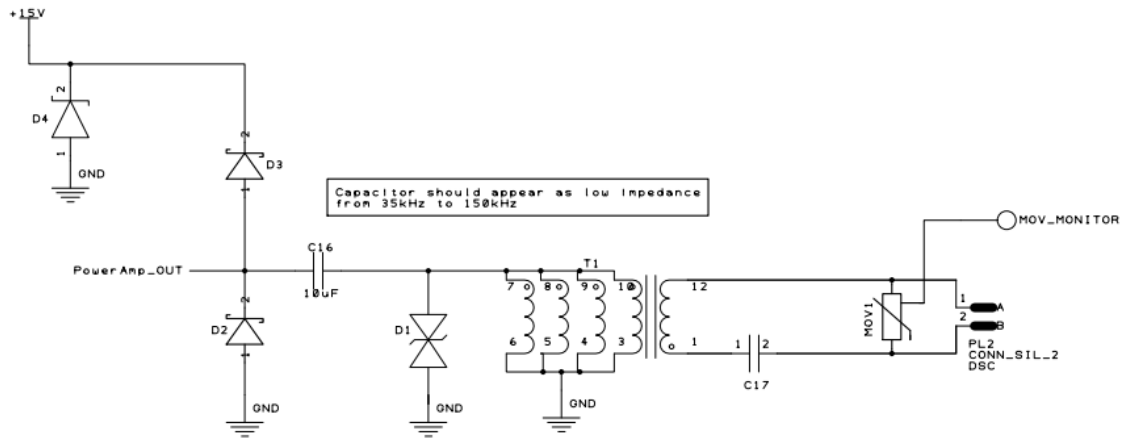 +15V
2
D4
1
GND
2
D3
1
Capacitor should appear as low impedance
from 35kHz to 150kHz
MOV_MONITOR
C16
PowerAmp_OUT
10uF
T1
7 8 9 10 12
2
D2
1
D1
6 5 4 3 1
1 2
C17
MOV1
1 A
2 B
PL2
CONN_SIL_2
DSC
GND
GND
GND